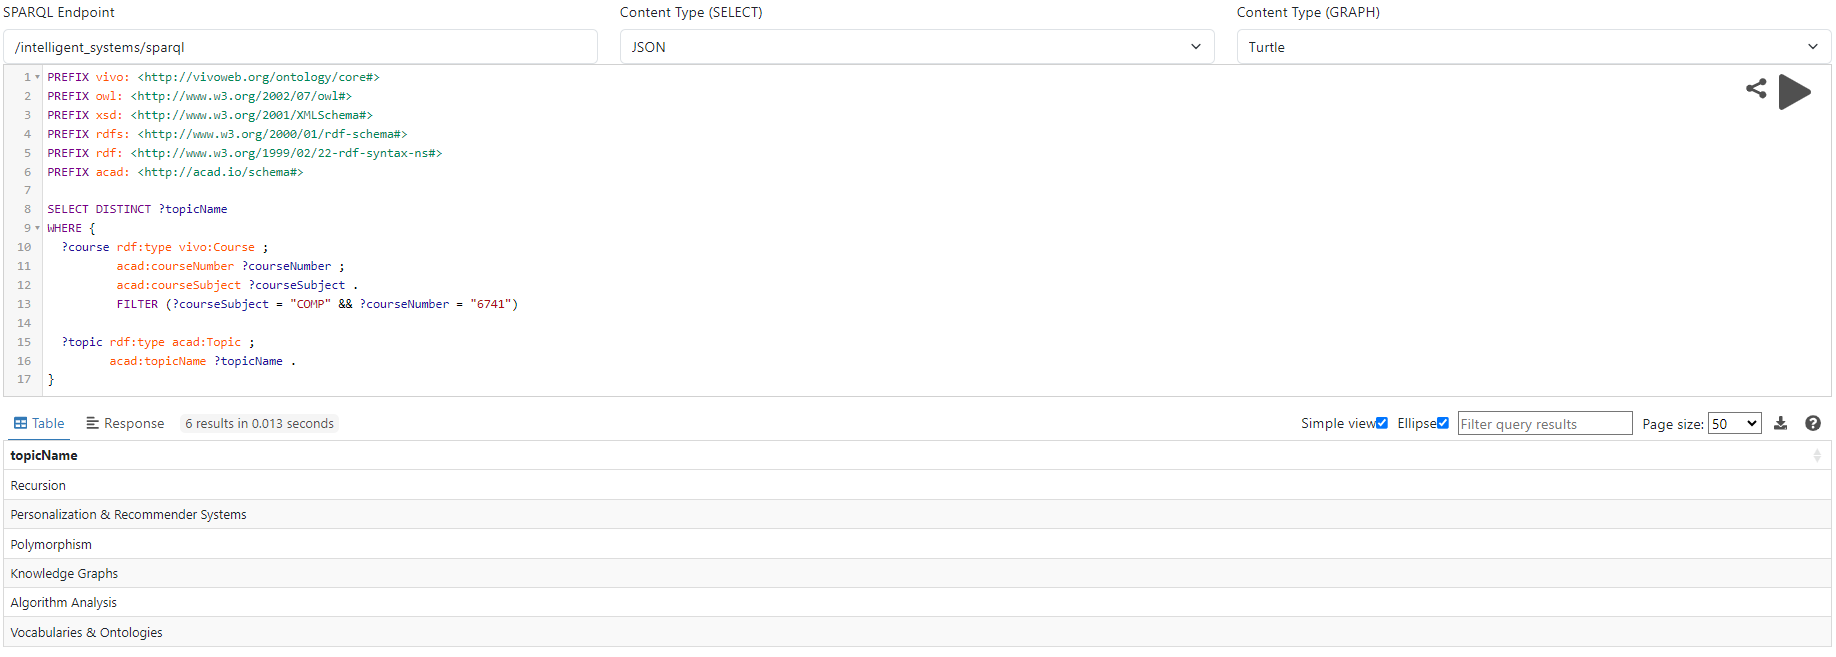 SPARQL Endpoint
Content Type (SELECT)
Content Type (GRAPH)
/intelligent_systems/sparql
JSON
Turtle
1 PREFIX vivo: <http://vivoweb.org/ontology/core#>
2 PREFIX owl: <http://www.w3.org/2002/07/owl#>
3 PREFIX xsd: <http://www.w3.org/2001/XMLSchema#>
4 PREFIX rdfs: <http://www.w3.org/2000/01/rdf-schema#>
5 PREFIX rdf: <http://www.w3.org/1999/02/22-rdf-syntax-ns#>
6 PREFIX acad: <http://acad.io/schema#>
7
8 SELECT DISTINCT ?topicName
9 WHERE {
10 ?course rdf:type vivo:Course ;
11 acad:courseNumber ?courseNumber ;
12 acad:courseSubject ?courseSubject .
13 FILTER (?courseSubject = "COMP" && ?courseNumber = "6741")
14
15 ?topic rdf:type acad:Topic ;
16 acad:topicName ?topicName .
17 }
Table Response 6 results in 0.013 seconds Simple view Ellipse Filter query results Page size: 50
topicName
Recursion
Personalization & Recommender Systems
Polymorphism
Knowledge Graphs
Algorithm Analysis
Vocabularies & Ontologies